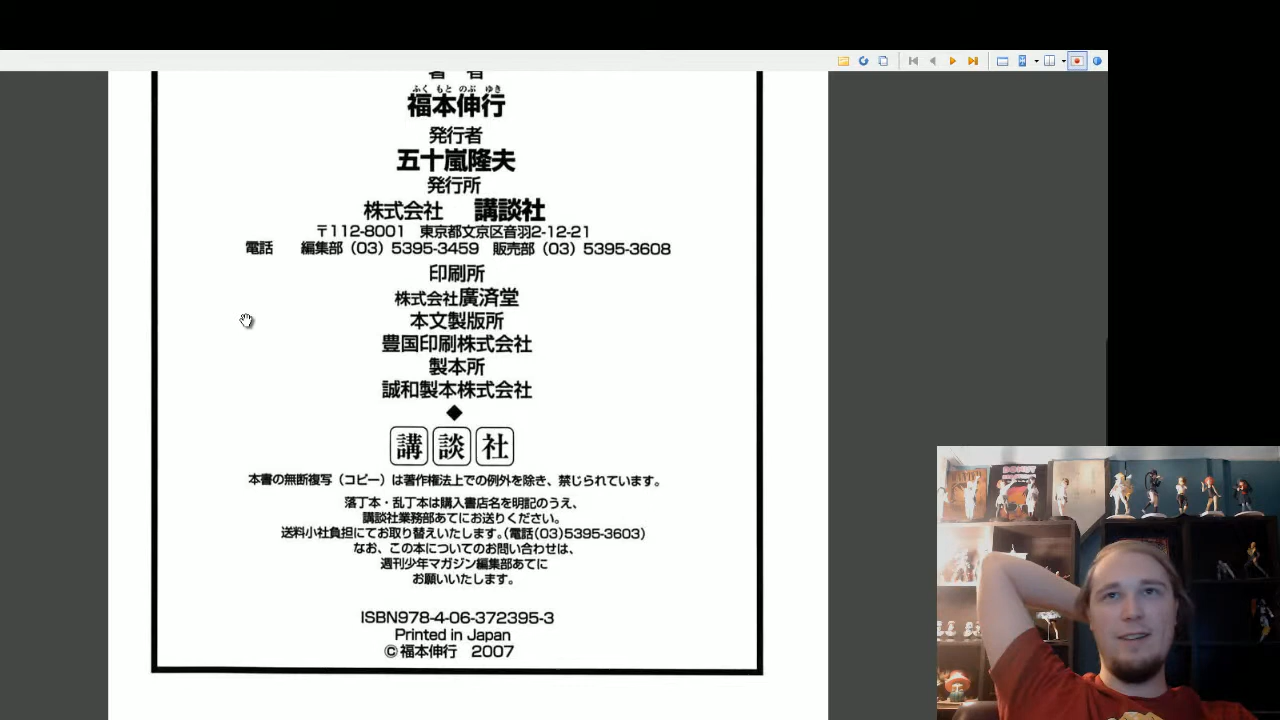 著者
ふくもとのぶゆき
福本伸行
発行者
五十嵐隆夫
発行所
株式会社 講談社
〒112-8001 東京都文京区音羽2-12-21
電話 編集部(03)5395-3459 販売部(03)5395-3608
印刷所
株式会社廣済堂
本文製版所
豊国印刷株式会社
製本所
誠和製本株式会社
◆
講談社
本書の無断複写(コピー)は著作権法上での例外を除き、禁じられています。
落丁本・乱丁本は購入書店名を明記のうえ、
講談社業務部あてにお送りください。
送料小社負担にてお取り替えいたします。(電話(03)5395-3603)
なお、この本についてのお問い合わせは、
週刊少年マガジン編集部あてに
お願いいたします。
ISBN978-4-06-372395-3
Printed in Japan
©福本伸行 2007